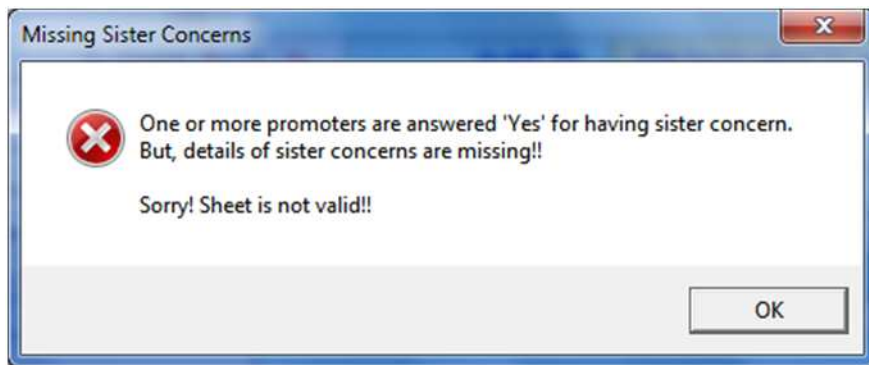 Missing Sister Concerns
One or more promoters are answered 'Yes' for having sister concern.
But, details of sister concerns are missing!!
Sorry! Sheet is not valid!!
OK